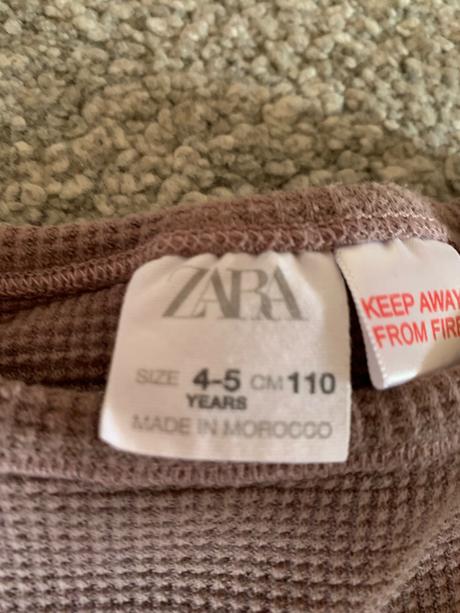 ZARA
SIZE 4-5 CM 110
YEARS
MADE IN MOROCCO
KEEP AWAY
FROM FIRE